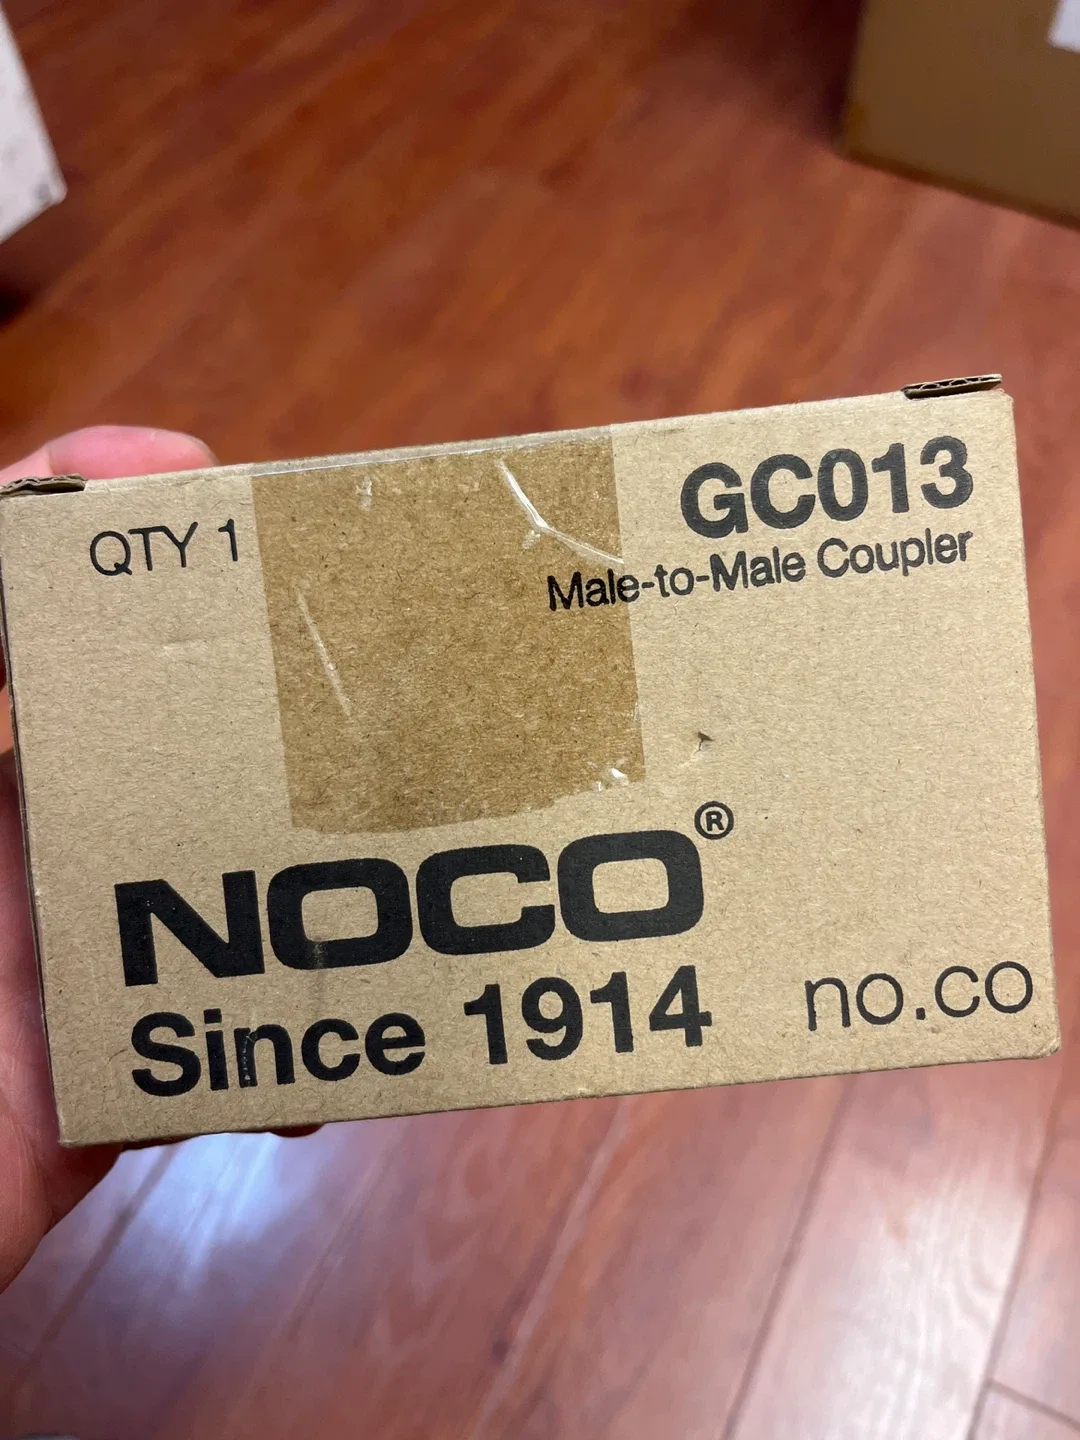 QTY 1
GC013
Male-to-Male Coupler
NOCO®
Since 1914
no.co